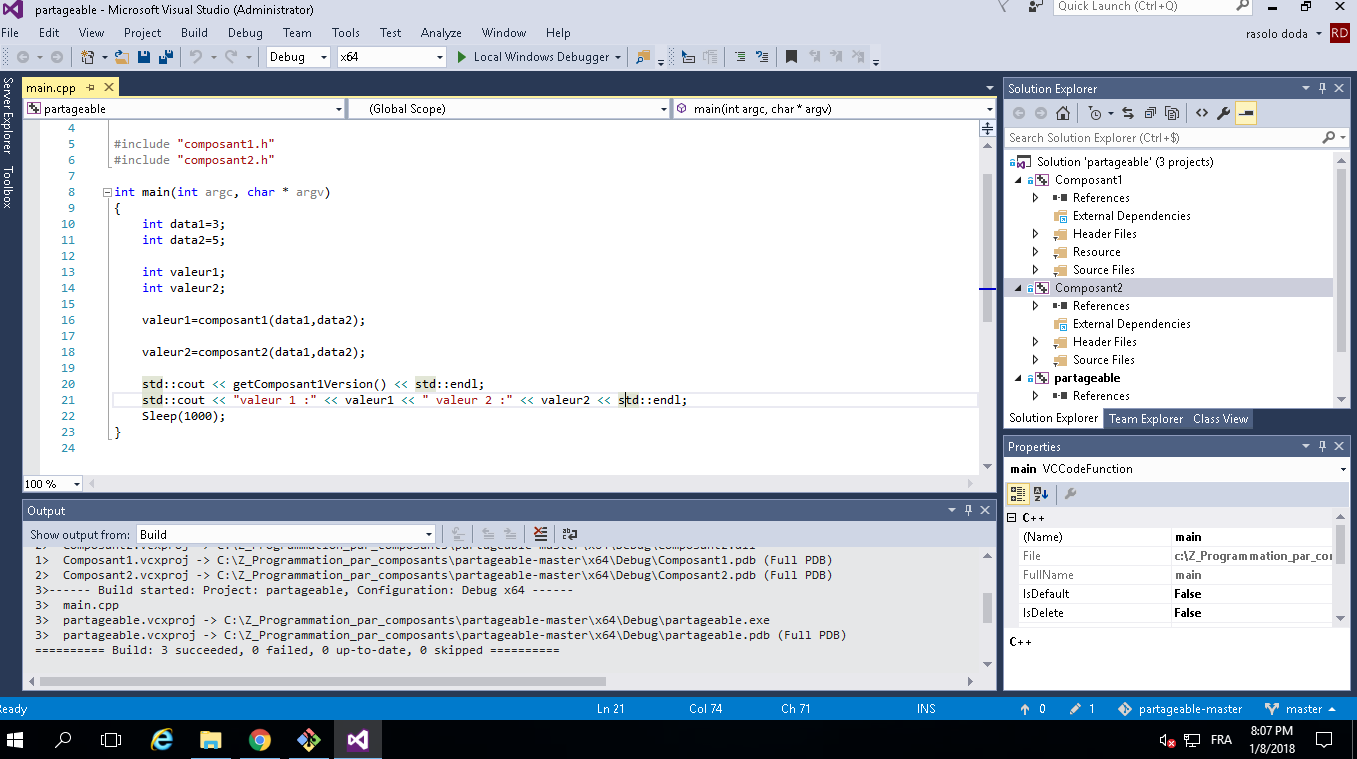 partageable - Microsoft Visual Studio (Administrator)
Quick Launch (Ctrl+Q)
File Edit View Project Build Debug Team Tools Test Analyze Window Help
rasolo doda RD
Debug x64 Local Windows Debugger
Server Explorer
Toolbox
main.cpp
partageable (Global Scope) main(int argc, char * argv)
4
5 #include "composant1.h"
6 #include "composant2.h"
7
8 int main(int argc, char * argv)
9 {
10 int data1=3;
11 int data2=5;
12
13 int valeur1;
14 int valeur2;
15
16 valeur1=composant1(data1,data2);
17
18 valeur2=composant2(data1,data2);
19
20 std::cout << getComposant1Version() << std::endl;
21 std::cout << "valeur 1 :" << valeur1 << " valeur 2 :" << valeur2 << std::endl;
22 Sleep(1000);
23 }
24
100 %
Output
Show output from: Build
2> Composant2.vcxproj -> C:\Z_Programmation_par_composants\partageable-master\x64\Debug\Composant2.dll
1> Composant1.vcxproj -> C:\Z_Programmation_par_composants\partageable-master\x64\Debug\Composant1.pdb (Full PDB)
2> Composant2.vcxproj -> C:\Z_Programmation_par_composants\partageable-master\x64\Debug\Composant2.pdb (Full PDB)
3>------ Build started: Project: partageable, Configuration: Debug x64 ------
3> main.cpp
3> partageable.vcxproj -> C:\Z_Programmation_par_composants\partageable-master\x64\Debug\partageable.exe
3> partageable.vcxproj -> C:\Z_Programmation_par_composants\partageable-master\x64\Debug\partageable.pdb (Full PDB)
========== Build: 3 succeeded, 0 failed, 0 up-to-date, 0 skipped ==========
Solution Explorer
Search Solution Explorer (Ctrl+$)
Solution 'partageable' (3 projects)
Composant1
References
External Dependencies
Header Files
Resource
Source Files
Composant2
References
External Dependencies
Header Files
Source Files
partageable
References
Solution Explorer Team Explorer Class View
Properties
main VCCodeFunction
C++
(Name) main
File c:\Z_Programmation_par_co
FullName main
IsDefault False
IsDelete False
C++
Ready Ln 21 Col 74 Ch 71 INS 0 1 partageable-master master
FRA
8:07 PM
1/8/2018